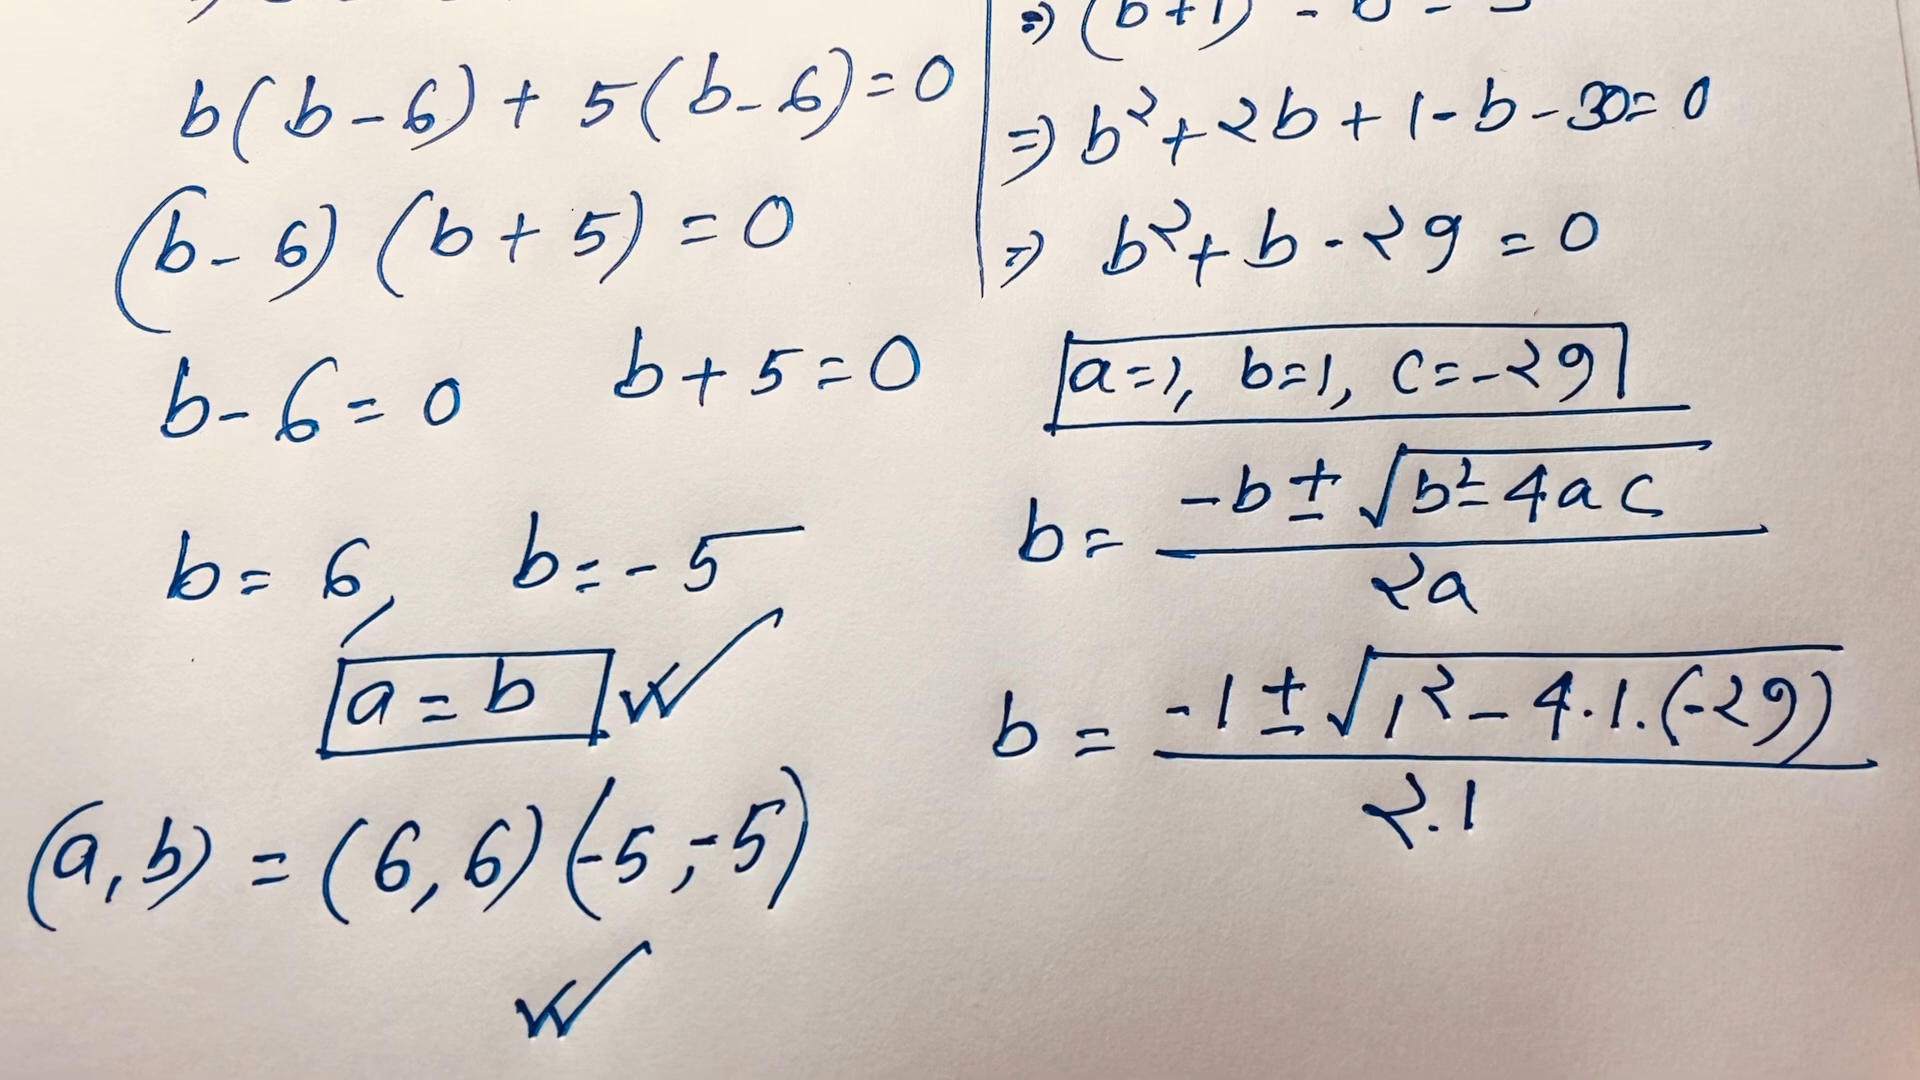 b(b-6)+5(b-6)=0
(b-6)(b+5)=0
b-6=0 b+5=0
b=6, b=-5
a=b
(a,b)=(6,6)(-5,-5)
⇒(b+1)
⇒b²+2b+1-b-30=0
⇒b²+b-29=0
a=1, b=1, c=-29
b=(-b±√(b²-4ac))/(2a)
b=(-1±√(1²-4.1.(-29)))/(2.1)